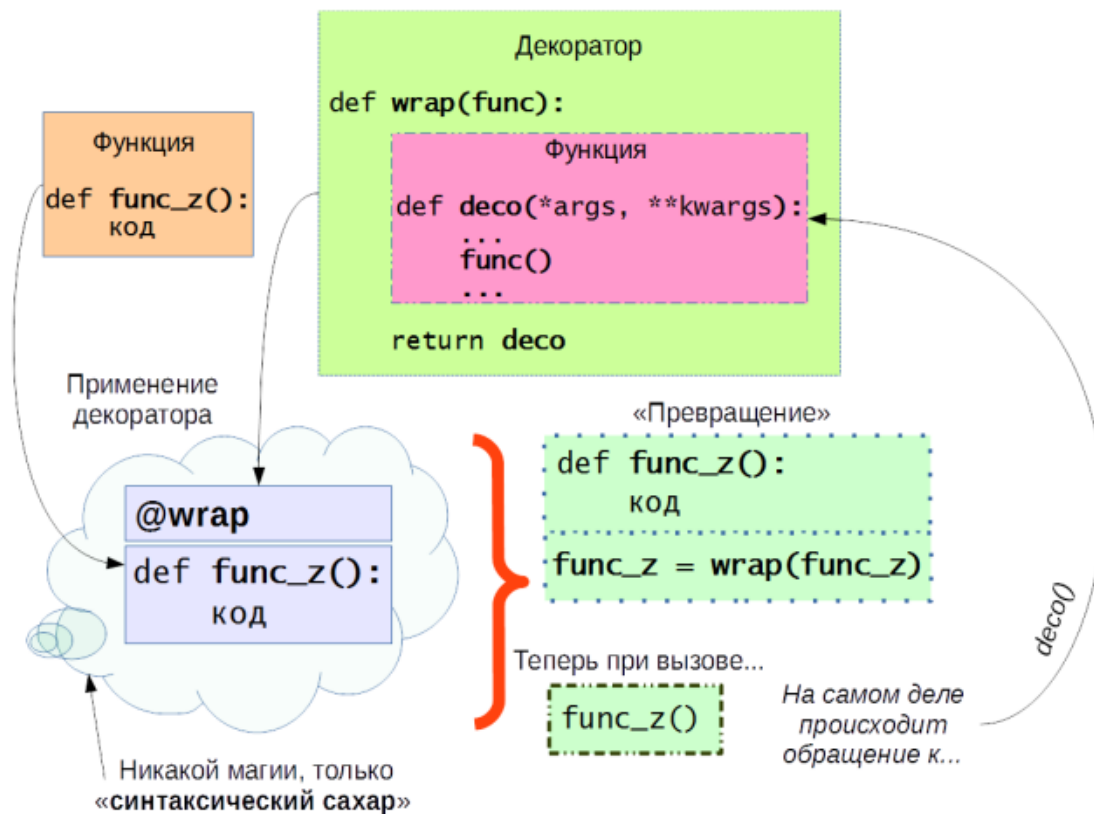 Декоратор
def wrap(func):
Функция
def deco(*args, **kwargs):
...
func()
...
return deco
Функция
def func_z():
код
Применение
декоратора
@wrap
def func_z():
код
Никакой магии, только
«синтаксический сахар»
«Превращение»
def func_z():
код
func_z = wrap(func_z)
Теперь при вызове...
func_z()
На самом деле
происходит
обращение к...
deco()